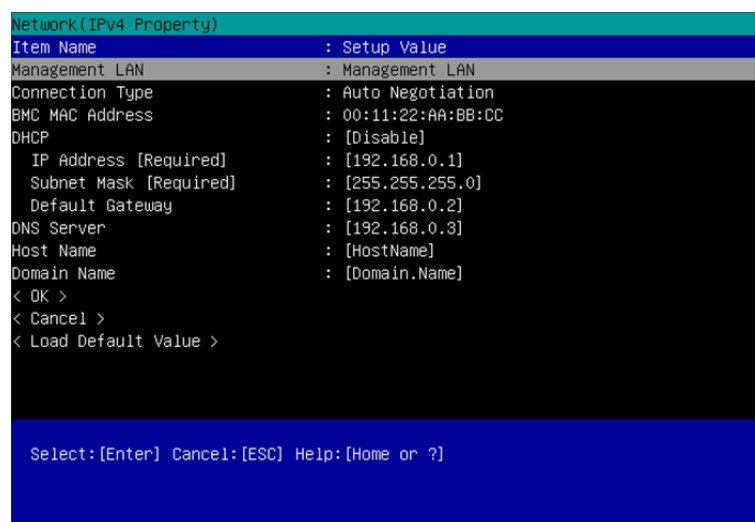 Network(IPv4 Property)
Item Name : Setup Value
Management LAN : Management LAN
Connection Type : Auto Negotiation
BMC MAC Address : 00:11:22:AA:BB:CC
DHCP : [Disable]
IP Address [Required] : [192.168.0.1]
Subnet Mask [Required] : [255.255.255.0]
Default Gateway : [192.168.0.2]
DNS Server : [192.168.0.3]
Host Name : [HostName]
Domain Name : [Domain.Name]
< OK >
< Cancel >
< Load Default Value >
Select:[Enter] Cancel:[ESC] Help:[Home or ?]